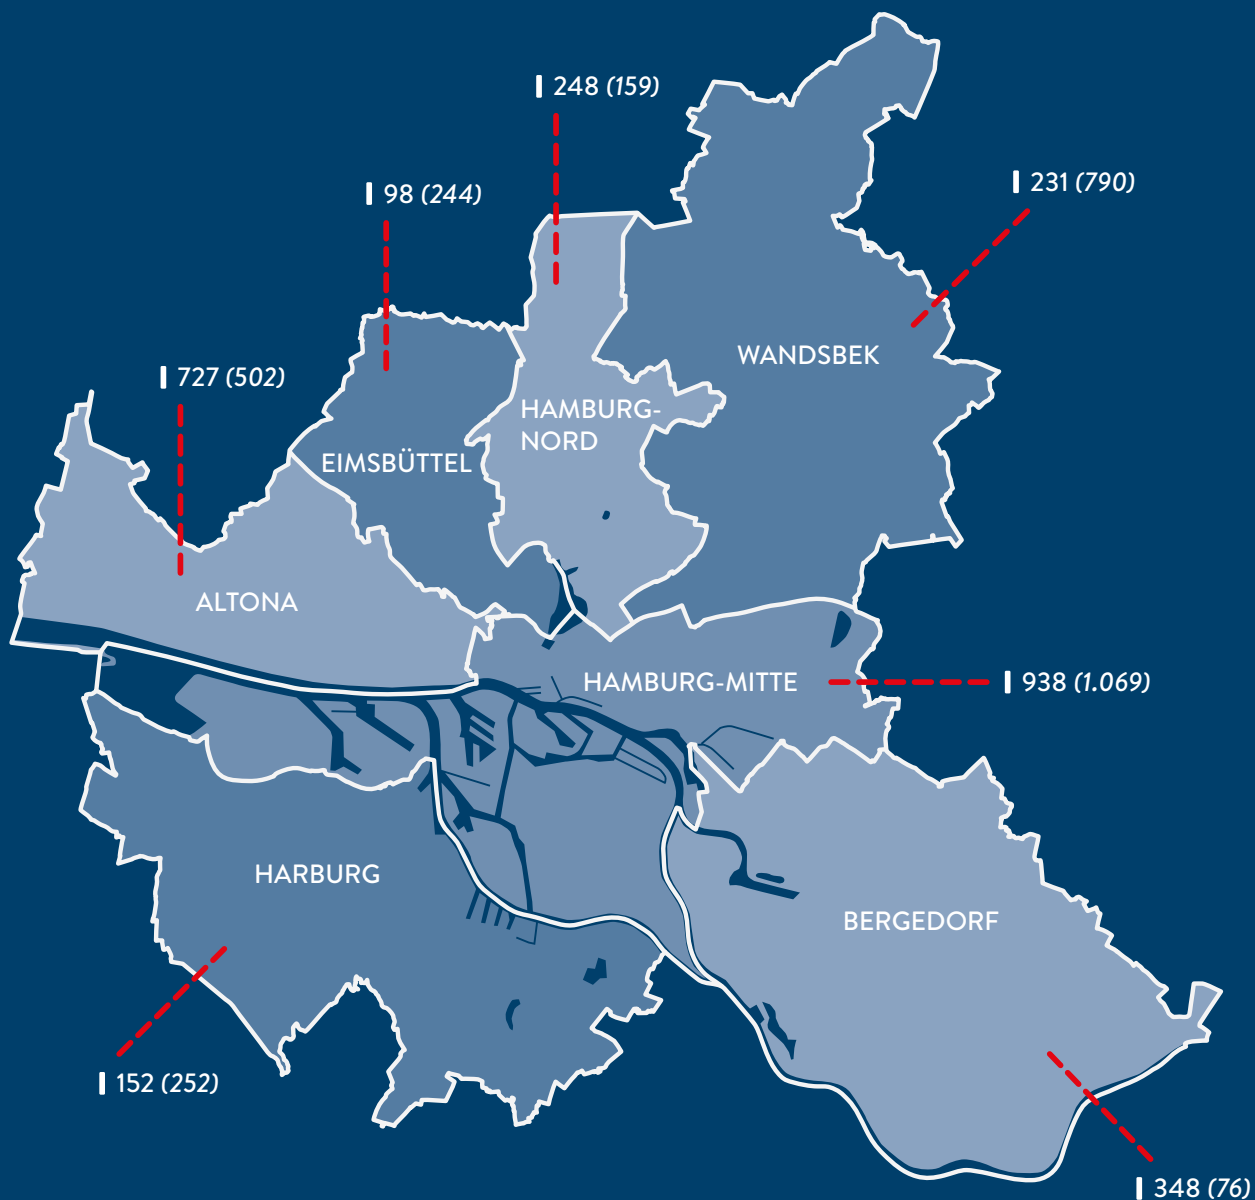 248 (159)
231 (790)
98 (244)
WANDSBEK
727 (502)
HAMBURG-
NORD
EIMSBÜTTEL
ALTONA
HAMBURG-MITTE
938 (1.069)
HARBURG
BERGEDORF
152 (252)
348 (76)